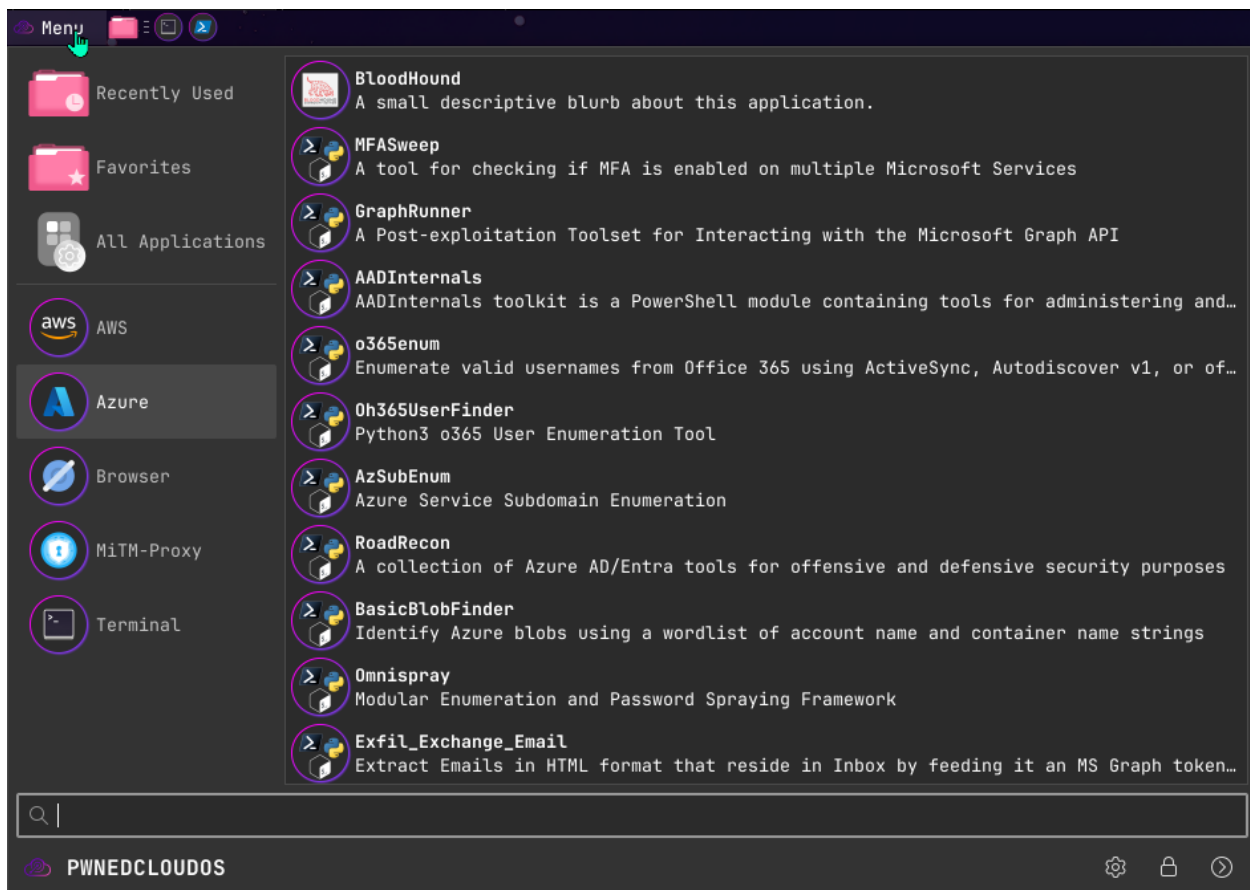 Menu
Recently Used
Favorites
All Applications
aws AWS
Azure
Browser
MiTM-Proxy
Terminal
BloodHound
A small descriptive blurb about this application.
MFASweep
A tool for checking if MFA is enabled on multiple Microsoft Services
GraphRunner
A Post-exploitation Toolset for Interacting with the Microsoft Graph API
AADInternals
AADInternals toolkit is a PowerShell module containing tools for administering and…
o365enum
Enumerate valid usernames from Office 365 using ActiveSync, Autodiscover v1, or of…
Oh365UserFinder
Python3 o365 User Enumeration Tool
AzSubEnum
Azure Service Subdomain Enumeration
RoadRecon
A collection of Azure AD/Entra tools for offensive and defensive security purposes
BasicBlobFinder
Identify Azure blobs using a wordlist of account name and container name strings
Omnispray
Modular Enumeration and Password Spraying Framework
Exfil_Exchange_Email
Extract Emails in HTML format that reside in Inbox by feeding it an MS Graph token…
PWNEDCLOUDOS